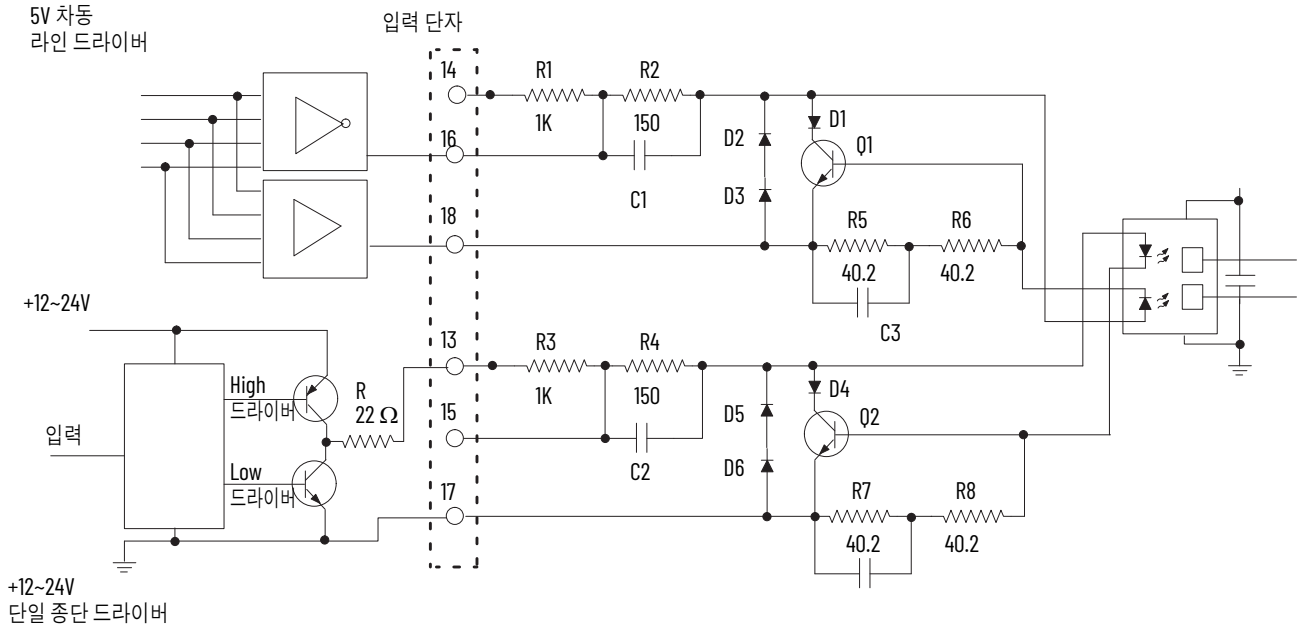 5V 차동
라인 드라이버
입력 단자
14
R1
R2
1K
150
D1
D2
Q1
16
C1
D3
18
R5
R6
40.2
40.2
C3
+12~24V
13
R3
R4
High
드라이버
R
22 Ω
1K
150
D4
D5
Q2
15
입력
C2
D6
Low
드라이버
17
R7
R8
40.2
40.2
+12~24V
단일 종단 드라이버